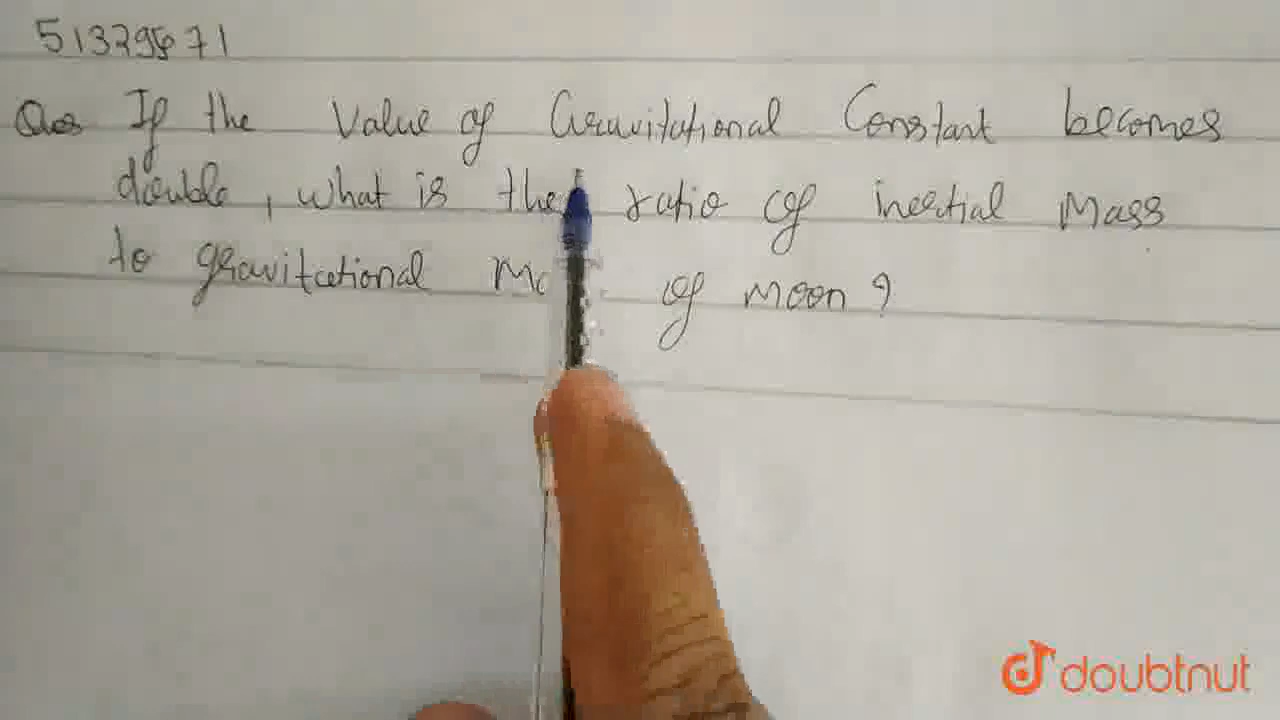 51329671
Ques If the Value of Gravitational Constant becomes
double, what is the ratio of inertial Mass
to gravitational of moon?
doubtnut